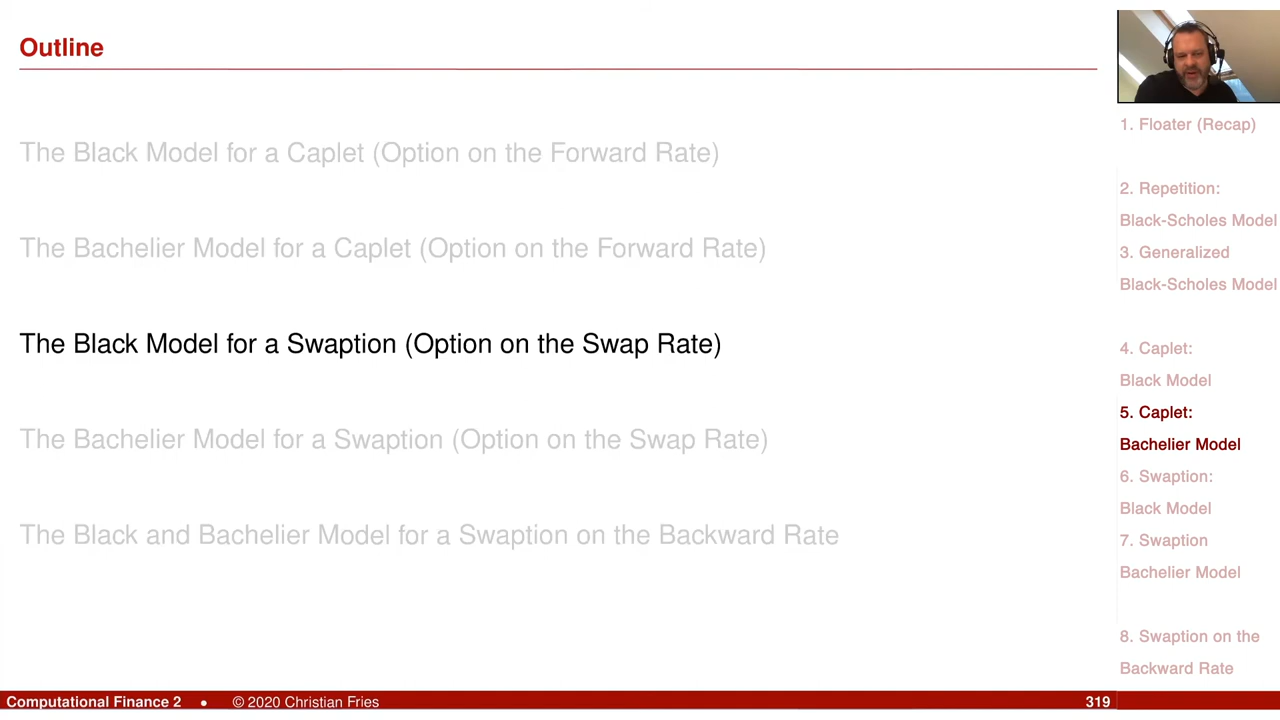 Outline
The Black Model for a Caplet (Option on the Forward Rate)
The Bachelier Model for a Caplet (Option on the Forward Rate)
The Black Model for a Swaption (Option on the Swap Rate)
The Bachelier Model for a Swaption (Option on the Swap Rate)
The Black and Bachelier Model for a Swaption on the Backward Rate
1. Floater (Recap)
2. Repetition:
Black-Scholes Model
3. Generalized
Black-Scholes Model
4. Caplet:
Black Model
5. Caplet:
Bachelier Model
6. Swaption:
Black Model
7. Swaption
Bachelier Model
8. Swaption on the
Backward Rate
Computational Finance 2 • © 2020 Christian Fries 319